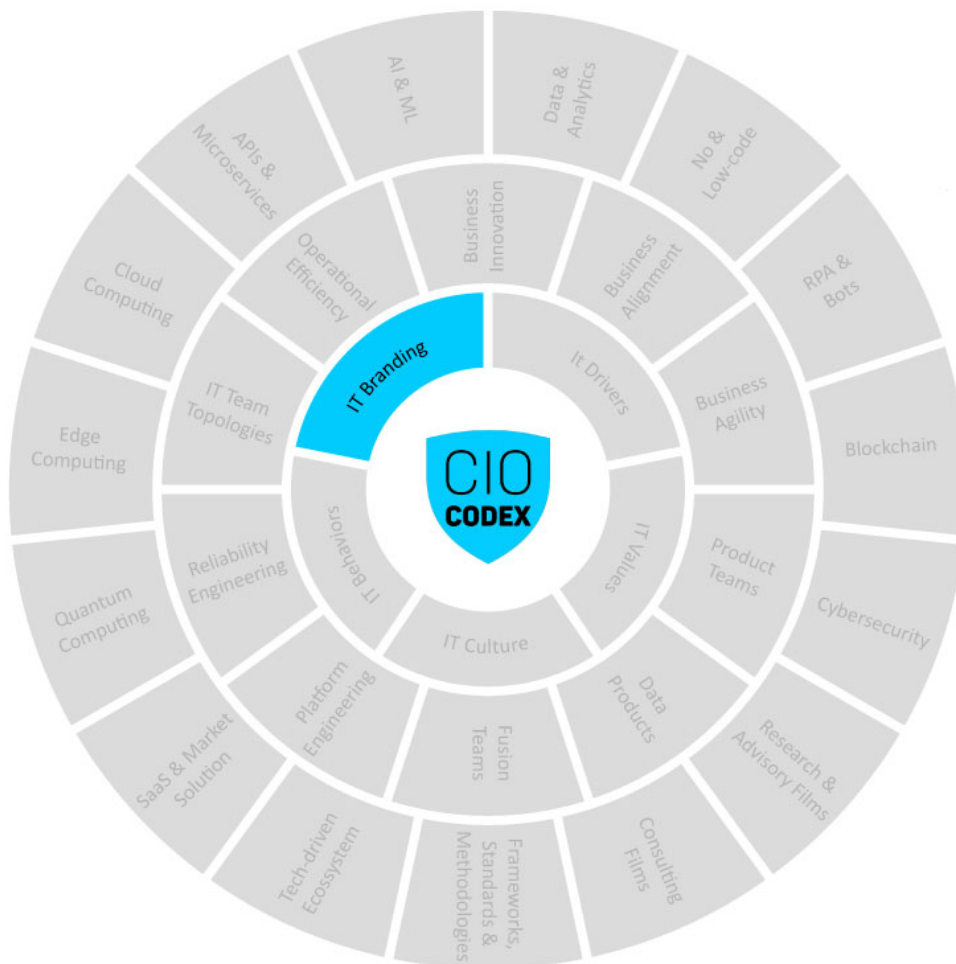 AI & ML
Data &
Analytics
No &
Low-code
RPA &
Bots
Blockchain
Cybersecurity
Research &
Advisory Films
Consulting
Films
Frameworks,
Standards &
Methodologies
Tech-driven
Ecosystem
SaaS & Market
Solution
Quantum
Computing
Edge
Computing
Cloud
Computing
APIs &
Microservices
Business
Innovation
Business
Alignment
Business
Agility
Product
Teams
Data
Products
Fusion
Teams
Platform
Engineering
Reliability
Engineering
IT Team
Topologies
Operational
Efficiency
IT Branding
It Drivers
IT Values
IT Culture
IT Behaviors
CIO
CODEX